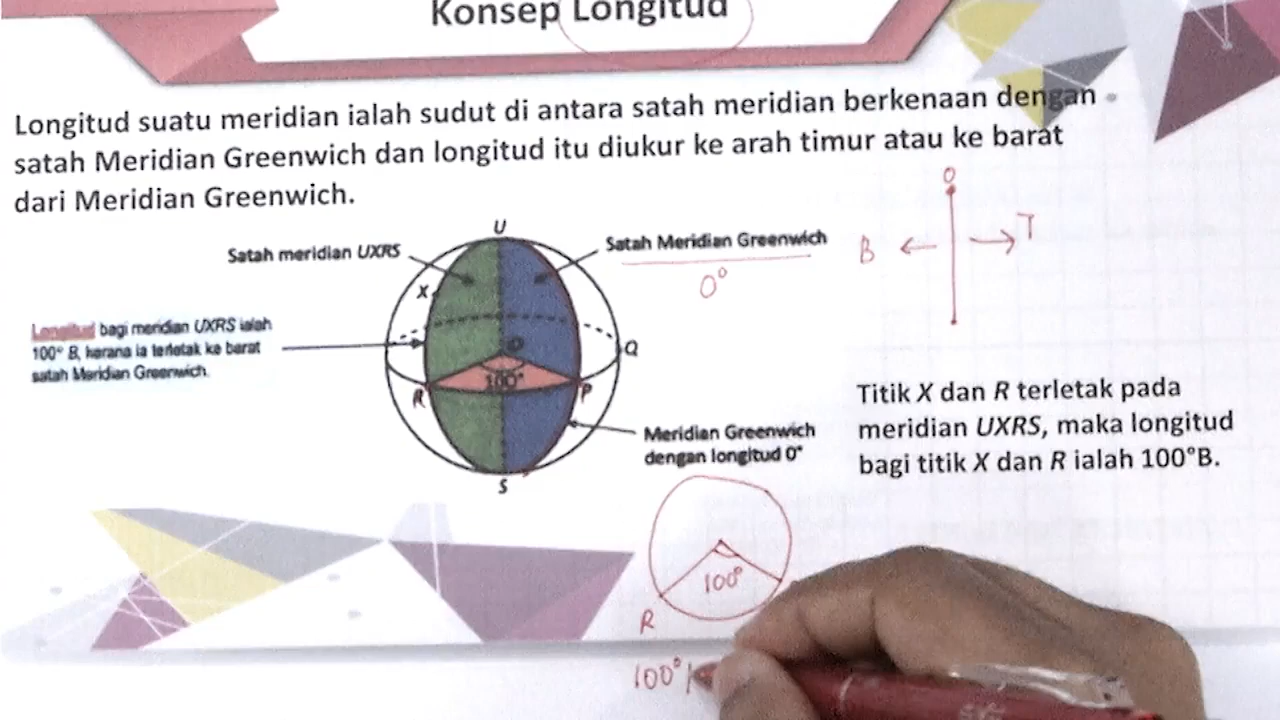 Konsep Longitud
Longitud suatu meridian ialah sudut di antara satah meridian berkenaan dengan
satah Meridian Greenwich dan longitud itu diukur ke arah timur atau ke barat
dari Meridian Greenwich.
U
Satah meridian UXRS
Satah Meridian Greenwich
0°
0
B
T
X
Longitud bagi meridian UXRS ialah
100° B, kerana ia terletak ke barat
satah Meridian Greenwich.
O
Q
100°
R
P
Meridian Greenwich
dengan longitud 0°
S
Titik X dan R terletak pada
meridian UXRS, maka longitud
bagi titik X dan R ialah 100°B.
100°
R
100°